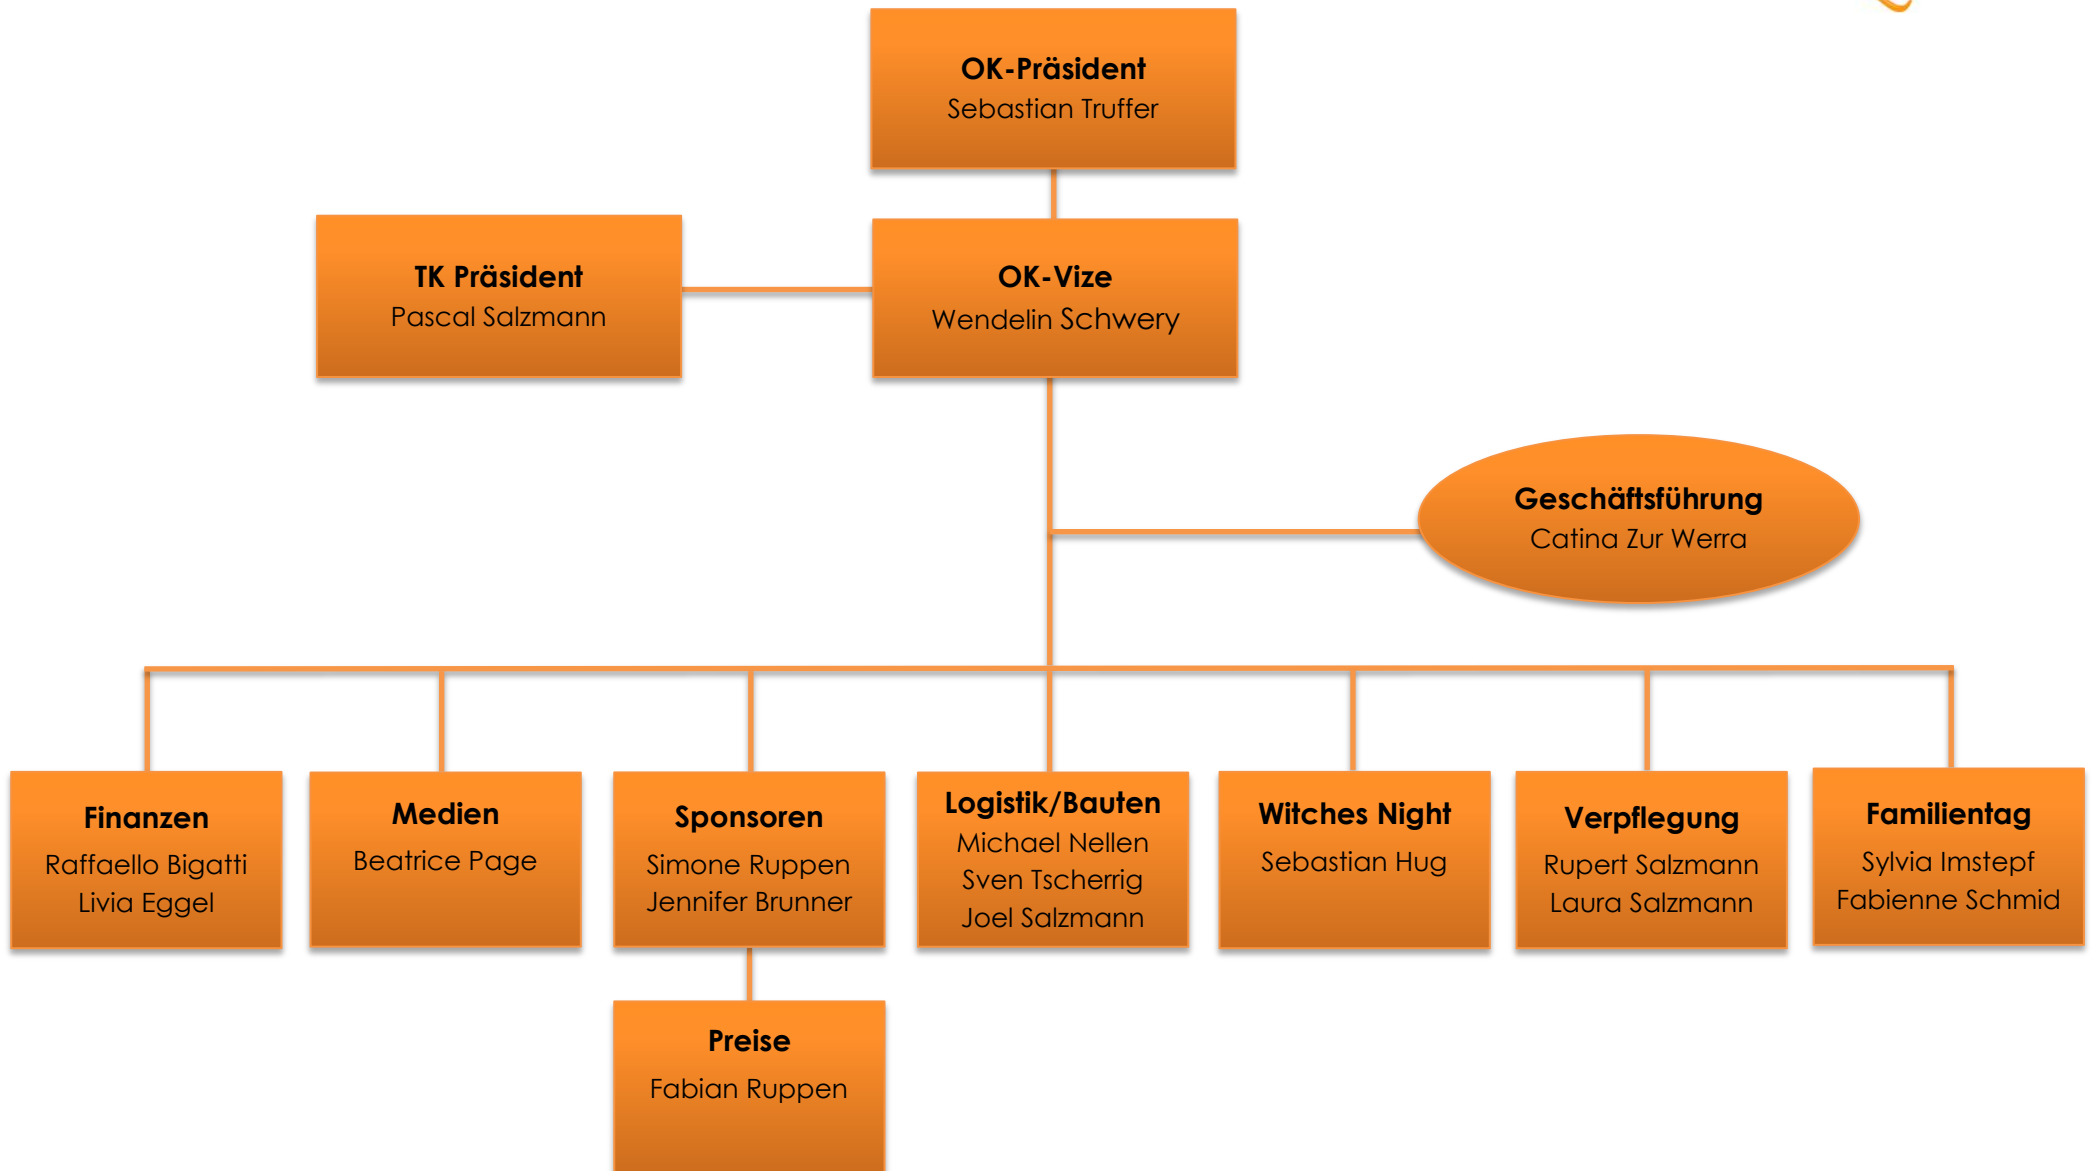 OK-Präsident
Sebastian Truffer
TK Präsident
Pascal Salzmann
OK-Vize
Wendelin Schwery
Geschäftsführung
Catina Zur Werra
Finanzen
Raffaello Bigatti
Livia Eggel
Medien
Beatrice Page
Sponsoren
Simone Ruppen
Jennifer Brunner
Logistik/Bauten
Michael Nellen
Sven Tscherrig
Joel Salzmann
Witches Night
Sebastian Hug
Verpflegung
Rupert Salzmann
Laura Salzmann
Familientag
Sylvia Imstepf
Fabienne Schmid
Preise
Fabian Ruppen